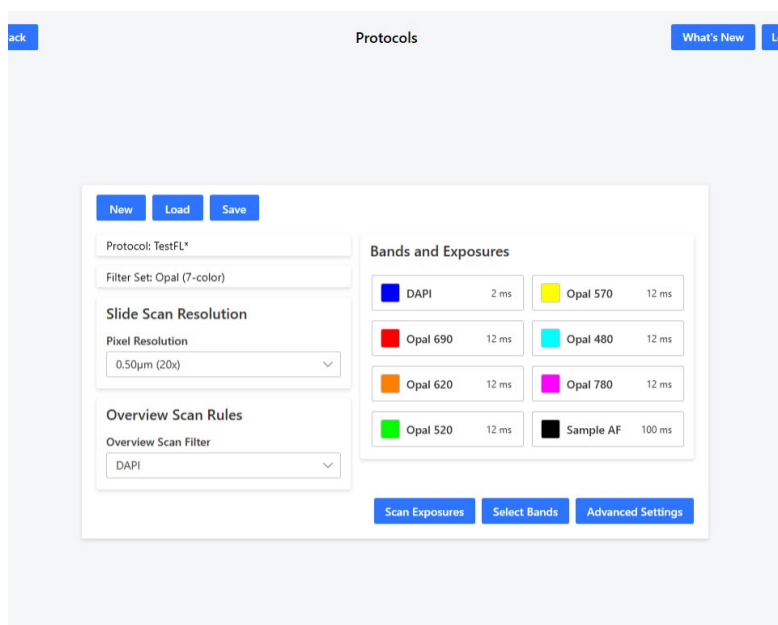 ack
Protocols
What's New
L
New
Load
Save
Protocol: TestFL*
Filter Set: Opal (7-color)
Slide Scan Resolution
Pixel Resolution
0.50µm (20x)
Overview Scan Rules
Overview Scan Filter
DAPI
Bands and Exposures
DAPI 2 ms
Opal 570 12 ms
Opal 690 12 ms
Opal 480 12 ms
Opal 620 12 ms
Opal 780 12 ms
Opal 520 12 ms
Sample AF 100 ms
Scan Exposures
Select Bands
Advanced Settings